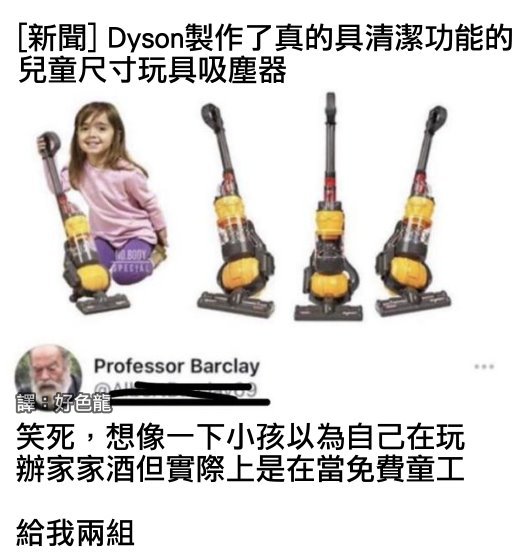 [新聞] Dyson製作了真的具清潔功能的
兒童尺寸玩具吸塵器
NO.BODY
SPECIAL
Professor Barclay
譯：好色龍
笑死，想像一下小孩以為自己在玩
辦家家酒但實際上是在當免費童工
給我兩組